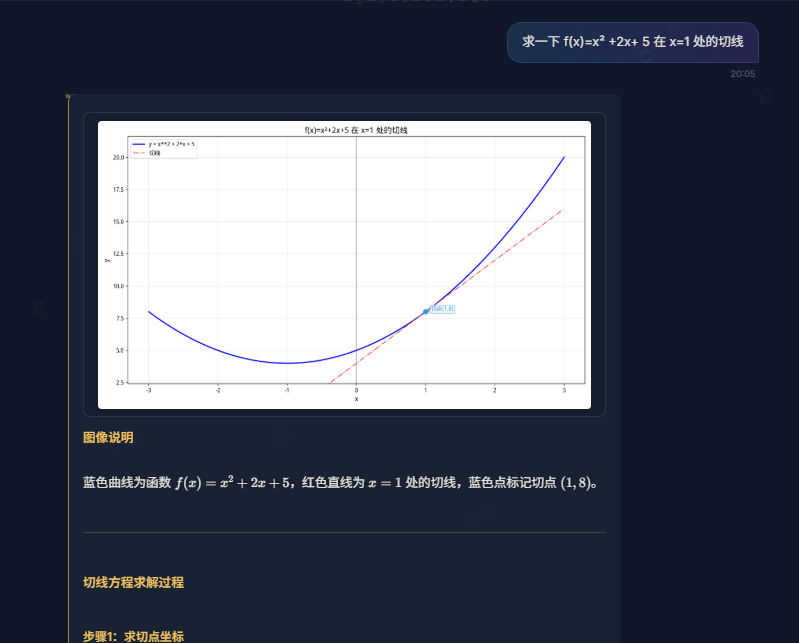 求一下 f(x)=x² +2x+ 5 在 x=1 处的切线
20:05
f(x)=x²+2x+5 在 x=1 处的切线
y = x**2 + 2*x + 5
切线
20.0
17.5
15.0
12.5
10.0
7.5
5.0
2.5
y
切点(1,8)
-3 -2 -1 0 1 2 3
x
图像说明
蓝色曲线为函数 f(x) = x² + 2x + 5，红色直线为 x = 1 处的切线，蓝色点标记切点 (1, 8)。
切线方程求解过程
步骤1：求切点坐标